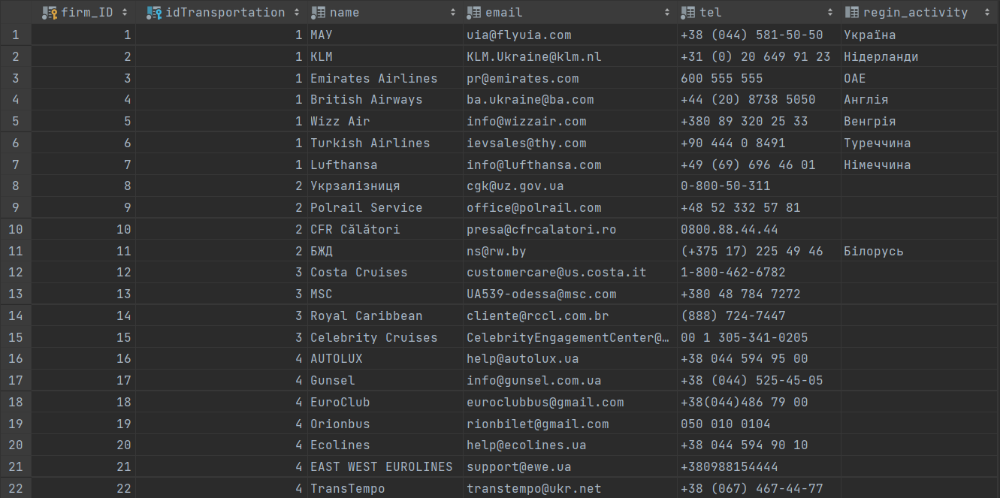 firm_ID idTransportation name email tel regin_activity
1 1 1 МАУ uia@flyuia.com +38 (044) 581-50-50 Україна
2 2 1 KLM KLM.Ukraine@klm.nl +31 (0) 20 649 91 23 Нідерланди
3 3 1 Emirates Airlines pr@emirates.com 600 555 555 ОАЕ
4 4 1 British Airways ba.ukraine@ba.com +44 (20) 8738 5050 Англія
5 5 1 Wizz Air info@wizzair.com +380 89 320 25 33 Венгрія
6 6 1 Turkish Airlines ievsales@thy.com +90 444 0 8491 Туреччина
7 7 1 Lufthansa info@lufthansa.com +49 (69) 696 46 01 Німеччина
8 8 2 Укрзалізниця cgk@uz.gov.ua 0-800-50-311
9 9 2 Polrail Service office@polrail.com +48 52 332 57 81
10 10 2 CFR Călători presa@cfrcalatori.ro 0800.88.44.44
11 11 2 БЖД ns@rw.by (+375 17) 225 49 46 Білорусь
12 12 3 Costa Cruises customercare@us.costa.it 1-800-462-6782
13 13 3 MSC UA539-odessa@msc.com +380 48 784 7272
14 14 3 Royal Caribbean cliente@rccl.com.br (888) 724-7447
15 15 3 Celebrity Cruises CelebrityEngagementCenter@… 00 1 305-341-0205
16 16 4 AUTOLUX help@autolux.ua +38 044 594 95 00
17 17 4 Gunsel info@gunsel.com.ua +38 (044) 525-45-05
18 18 4 EuroClub euroclubbus@gmail.com +38(044)486 79 00
19 19 4 Orionbus rionbilet@gmail.com 050 010 0104
20 20 4 Ecolines help@ecolines.ua +38 044 594 90 10
21 21 4 EAST WEST EUROLINES support@ewe.ua +380988154444
22 22 4 TransTempo transtempo@ukr.net +38 (067) 467-44-77